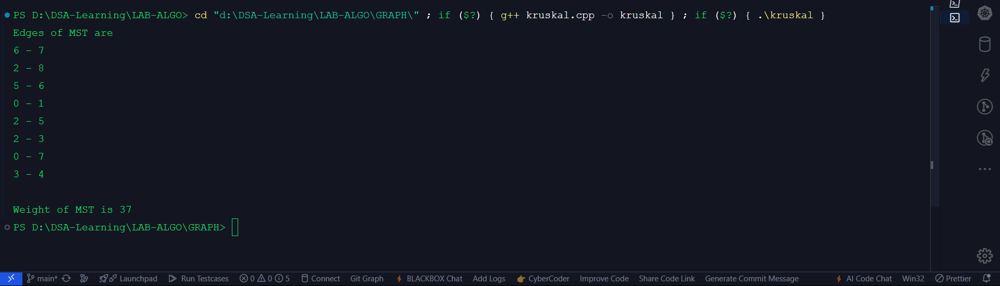 PS D:\DSA-Learning\LAB-ALGO> cd "d:\DSA-Learning\LAB-ALGO\GRAPH\" ; if ($?) { g++ kruskal.cpp -o kruskal } ; if ($?) { .\kruskal }
Edges of MST are
6 - 7
2 - 8
5 - 6
0 - 1
2 - 5
2 - 3
0 - 7
3 - 4
Weight of MST is 37
PS D:\DSA-Learning\LAB-ALGO\GRAPH>
main* Launchpad Run Testcases 0 0 5 Connect Git Graph BLACKBOX Chat Add Logs CyberCoder Improve Code Share Code Link Generate Commit Message AI Code Chat Win32 Prettier